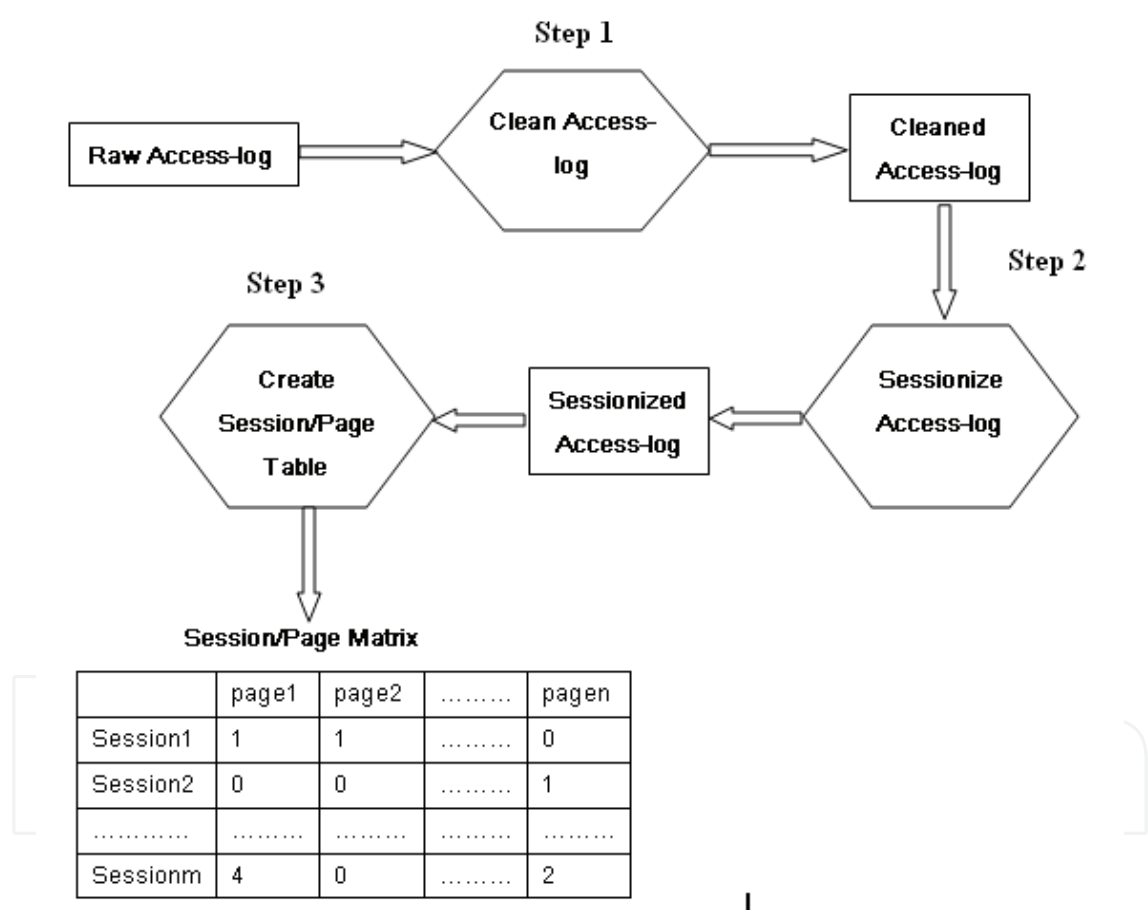 Step 1
Raw Access-log
Clean Access-
log
Cleaned
Access-log
Step 2
Sessionize
Access-log
Sessionized
Access-log
Step 3
Create
Session/Page
Table
Session/Page Matrix
page1 page2 ……… pagen
Session1 1 1 ……… 0
Session2 0 0 ……… 1
………… ……… ……… ……… ………
Sessionm 4 0 ……… 2